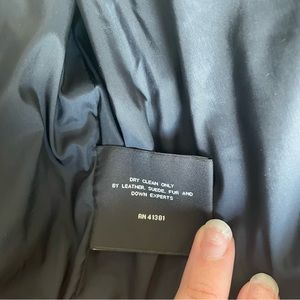 DRY CLEAN ONLY
BY LEATHER, SUEDE, FUR AND
DOWN EXPERTS
RN 41381